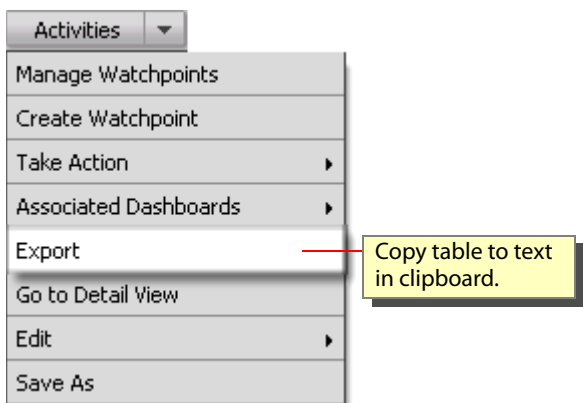 Activities
Manage Watchpoints
Create Watchpoint
Take Action
Associated Dashboards
Export
Copy table to text
in clipboard.
Go to Detail View
Edit
Save As